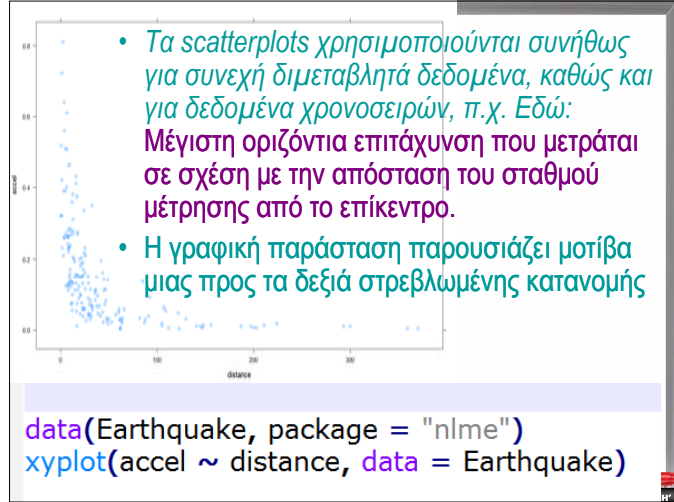 • Τα scatterplots χρησιμοποιούνται συνήθως
για συνεχή διμεταβλητά δεδομένα, καθώς και
για δεδομένα χρονοσειρών, π.χ. Εδώ:
Μέγιστη οριζόντια επιτάχυνση που μετράται
σε σχέση με την απόσταση του σταθμού
μέτρησης από το επίκεντρο.
• Η γραφική παράσταση παρουσιάζει μοτίβα
μιας προς τα δεξιά στρεβλωμένης κατανομής
0.8
0.6
accel
0.4
0.2
0.0
0 100 200 300
distance
data(Earthquake, package = "nlme")
xyplot(accel ~ distance, data = Earthquake)